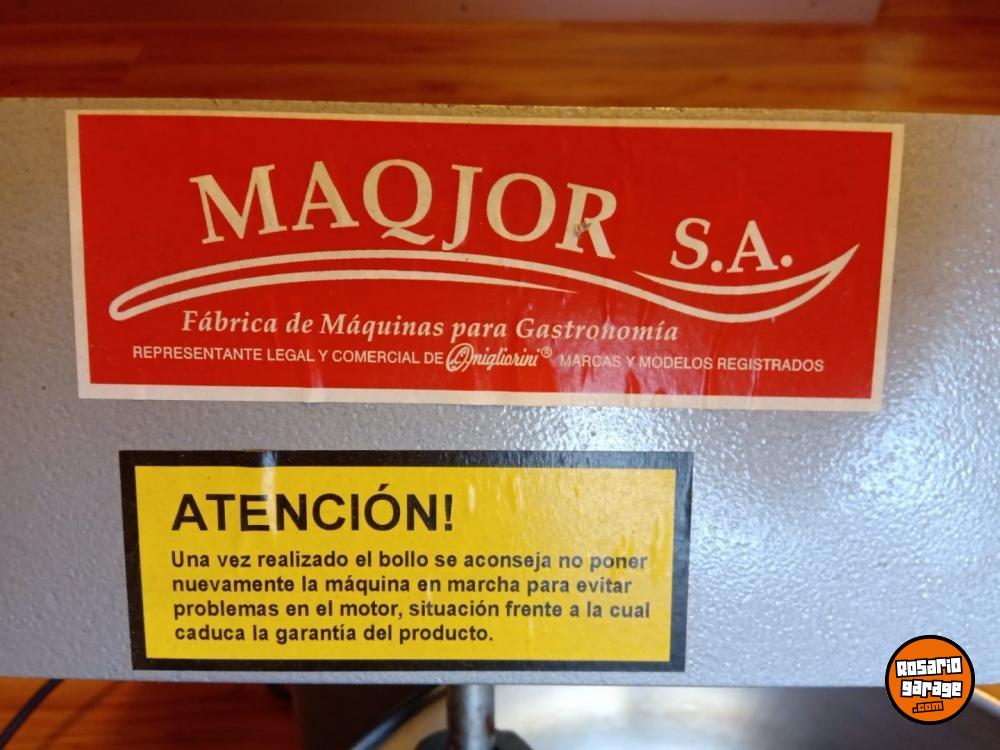 MAQJOR S.A.
Fábrica de Máquinas para Gastronomía
REPRESENTANTE LEGAL Y COMERCIAL DE Omigliorini® MARCAS Y MODELOS REGISTRADOS
ATENCIÓN!
Una vez realizado el bollo se aconseja no poner
nuevamente la máquina en marcha para evitar
problemas en el motor, situación frente a la cual
caduca la garantía del producto.
Rosario
garage
.com